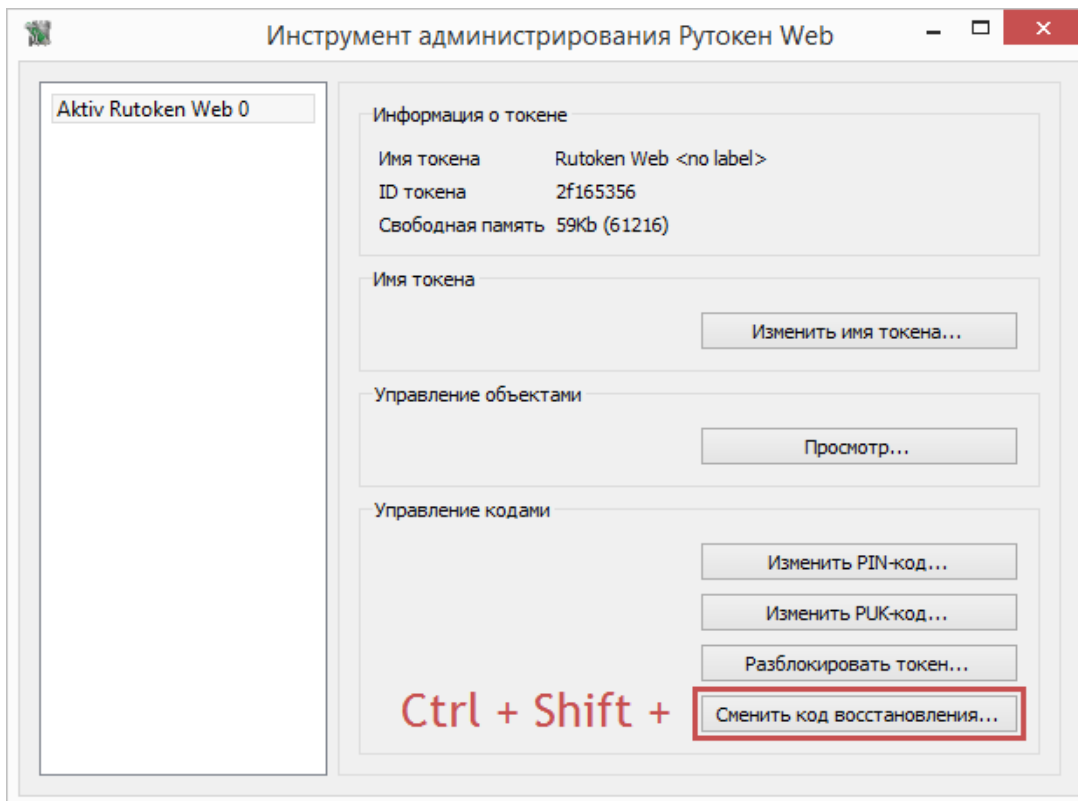 Инструмент администрирования Рутокен Web
Aktiv Rutoken Web 0
Информация о токене
Имя токена Rutoken Web <no label>
ID токена 2f165356
Свободная память 59Kb (61216)
Имя токена
Изменить имя токена...
Управление объектами
Просмотр...
Управление кодами
Изменить PIN-код...
Изменить PUK-код...
Разблокировать токен...
Ctrl + Shift + Сменить код восстановления...